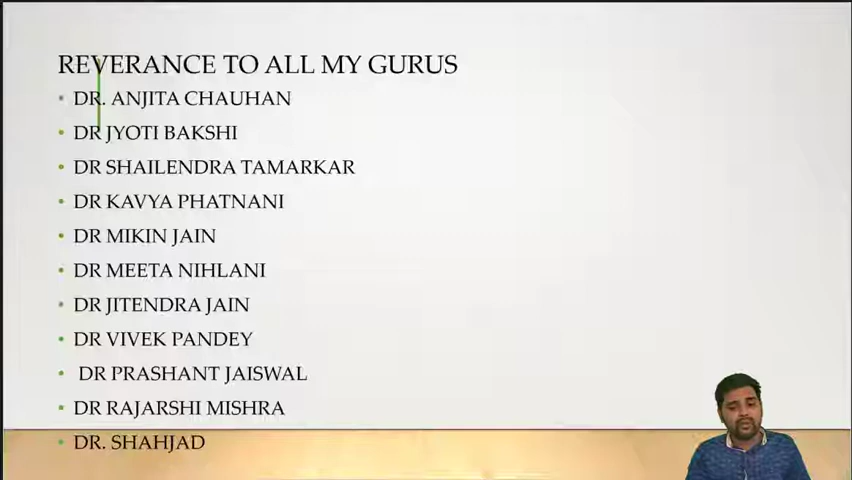 REVERANCE TO ALL MY GURUS
• DR. ANJITA CHAUHAN
• DR JYOTI BAKSHI
• DR SHAILENDRA TAMARKAR
• DR KAVYA PHATNANI
• DR MIKIN JAIN
• DR MEETA NIHLANI
• DR JITENDRA JAIN
• DR VIVEK PANDEY
• DR PRASHANT JAISWAL
• DR RAJARSHI MISHRA
• DR. SHAHJAD